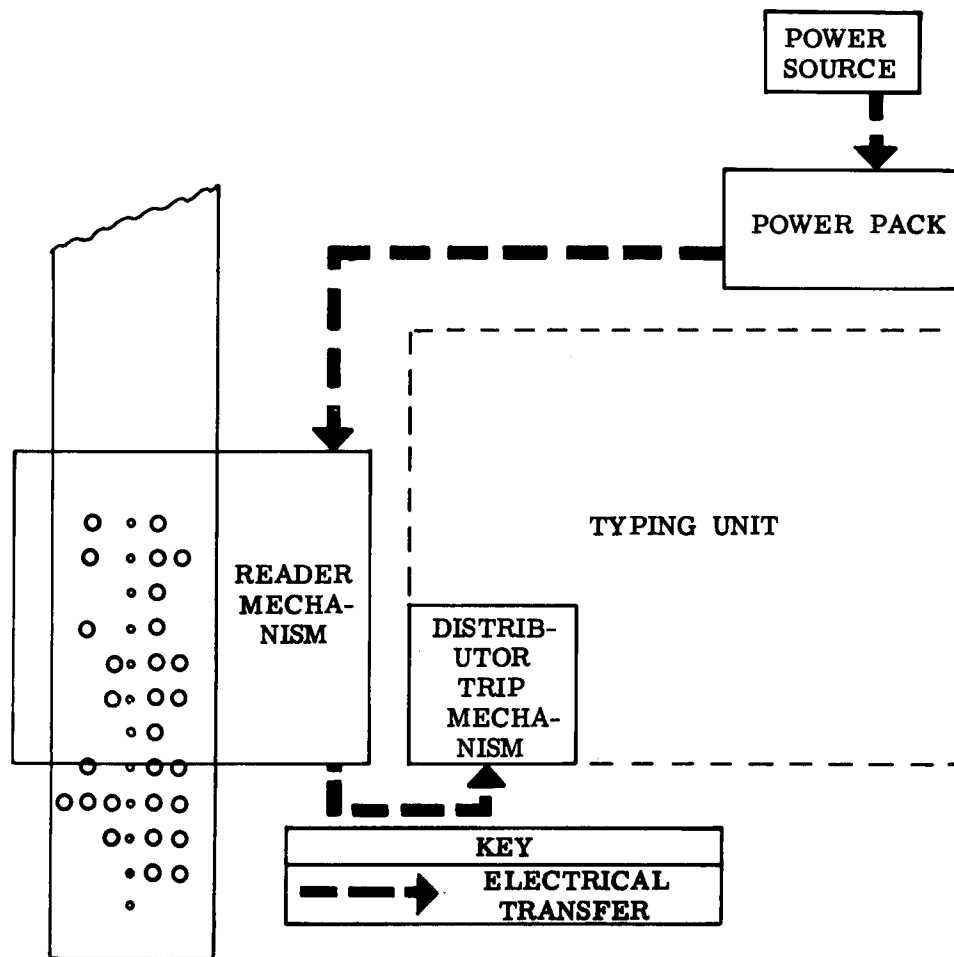 POWER
SOURCE
POWER PACK
TYPING UNIT
READER
MECHA-
NISM
DISTRIB-
UTOR
TRIP
MECHA-
NISM
KEY
ELECTRICAL
TRANSFER